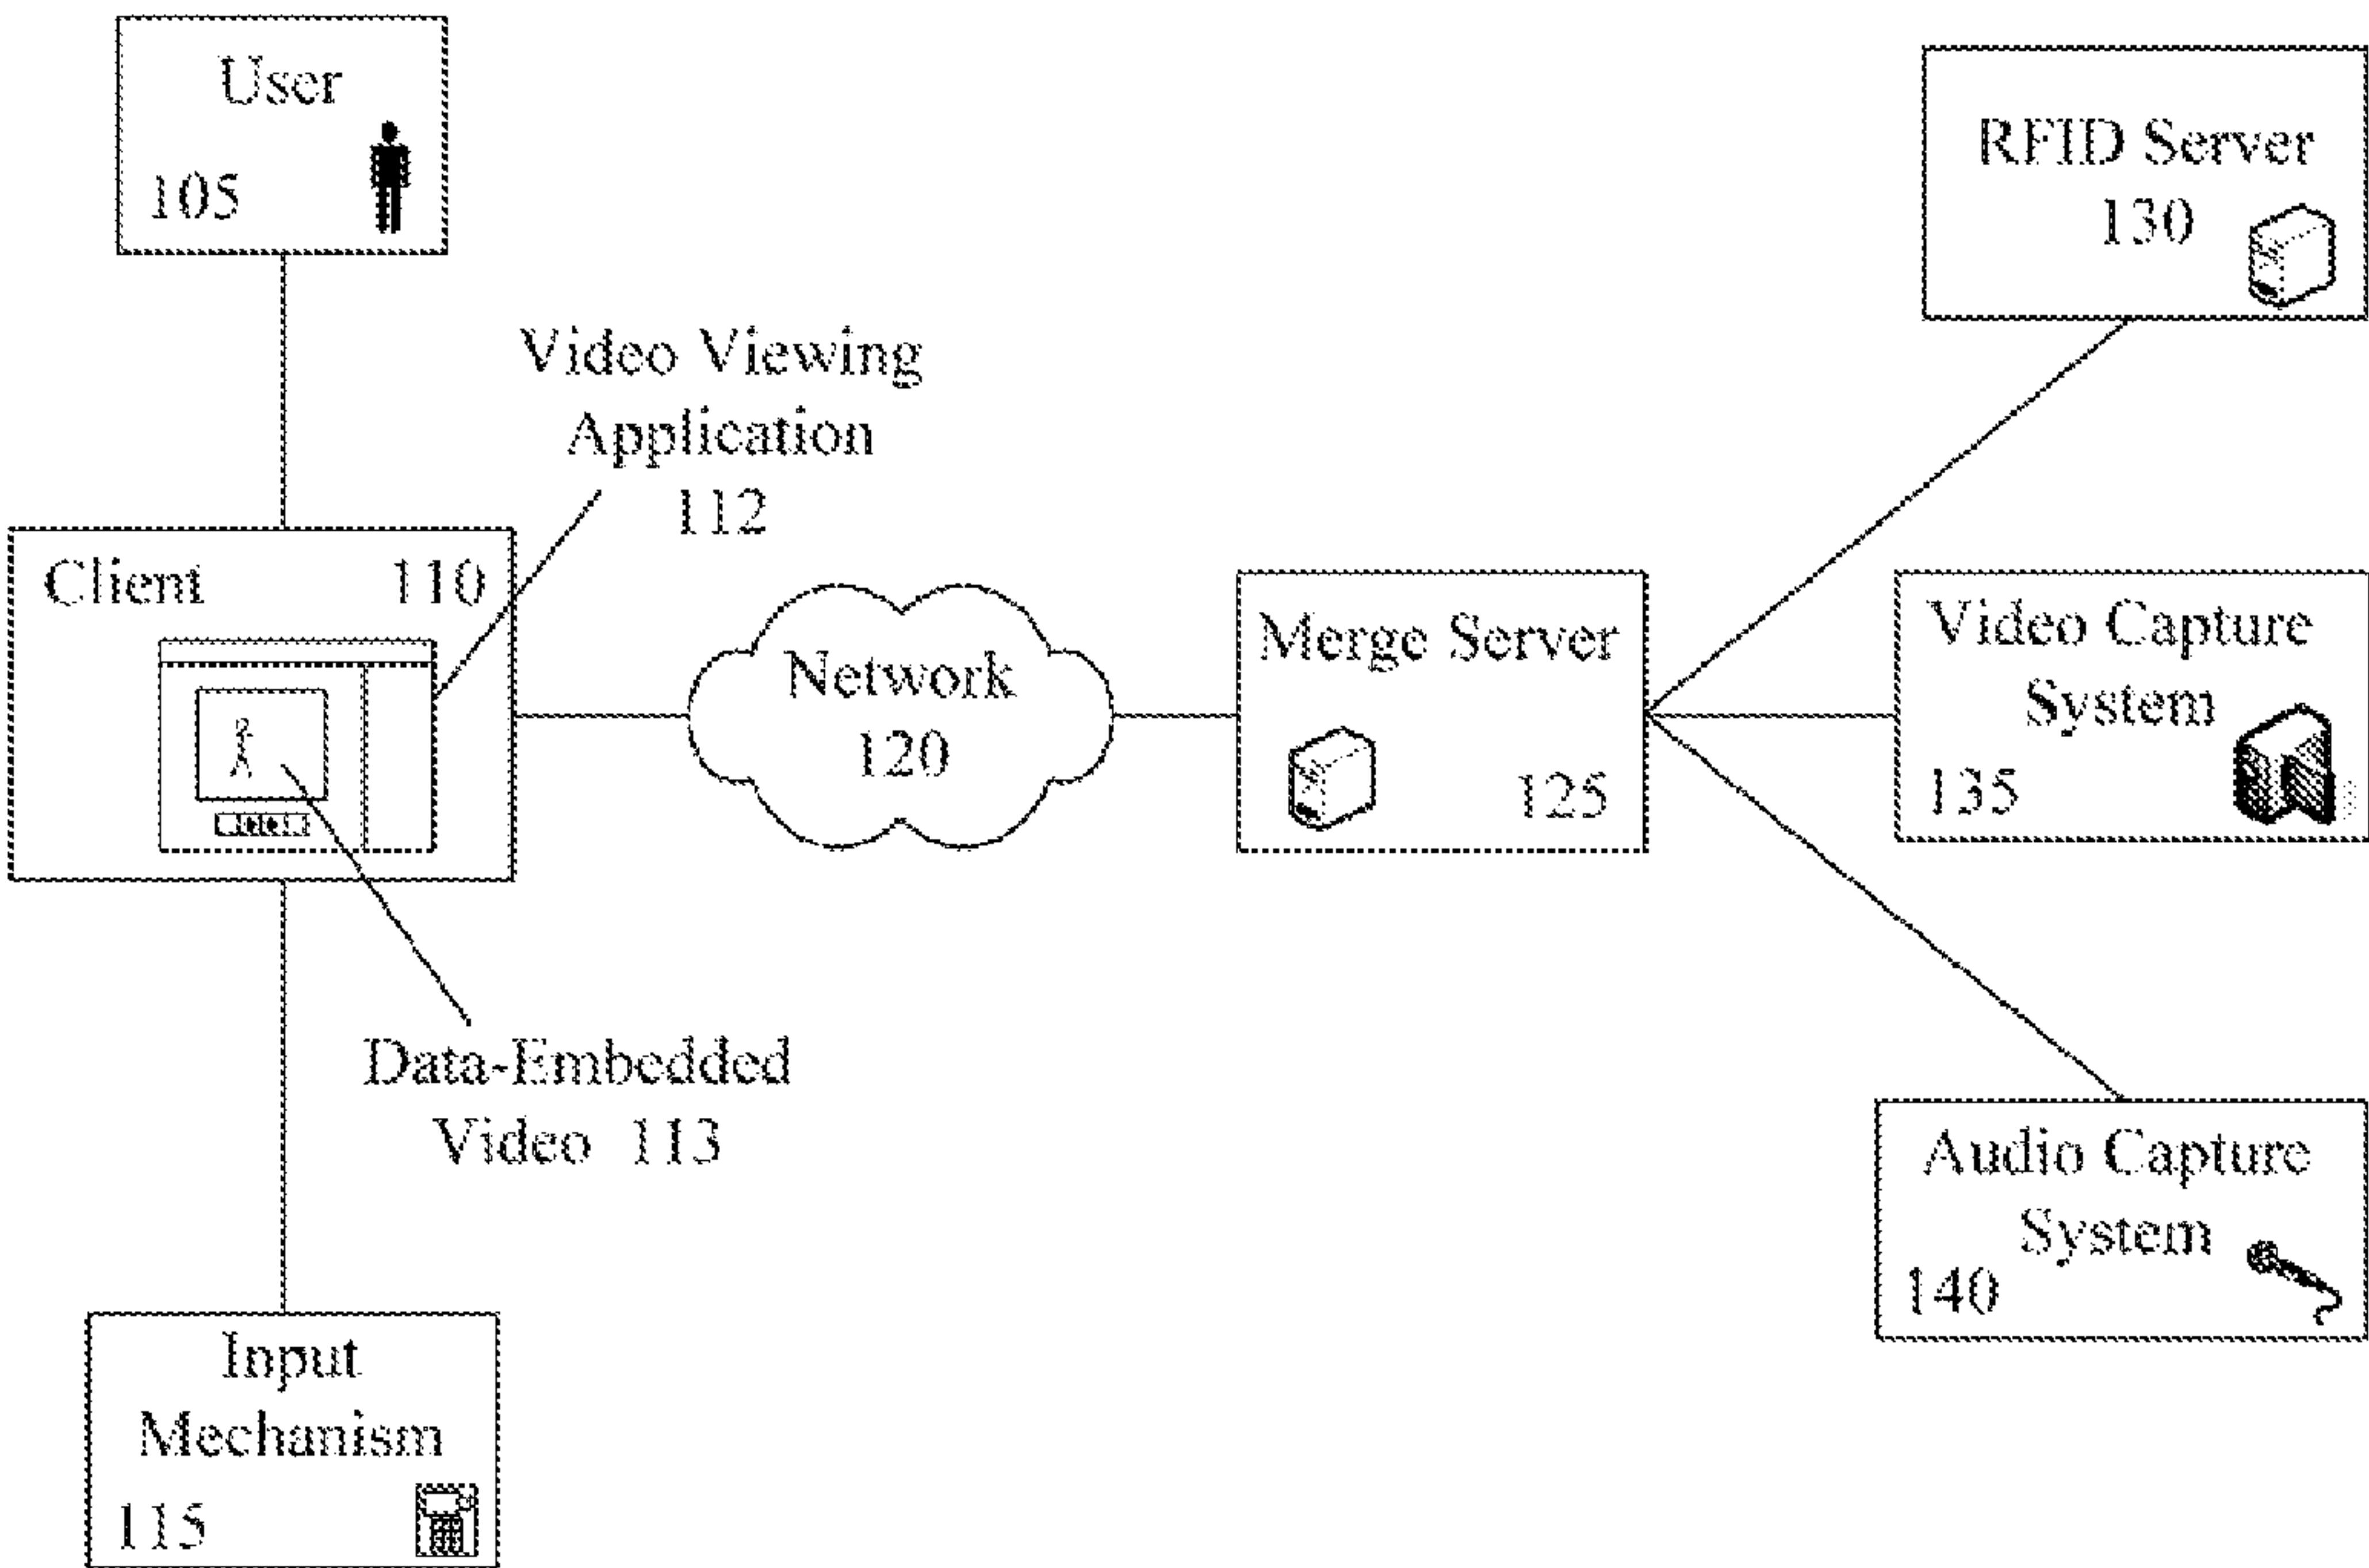 User
105
Video Viewing
Application
112
Client 110
Data-Embedded
Video 113
Input
Mechanism
115
Network
120
Merge Server
125
RFID Server
130
Video Capture
System
135
Audio Capture
System
140